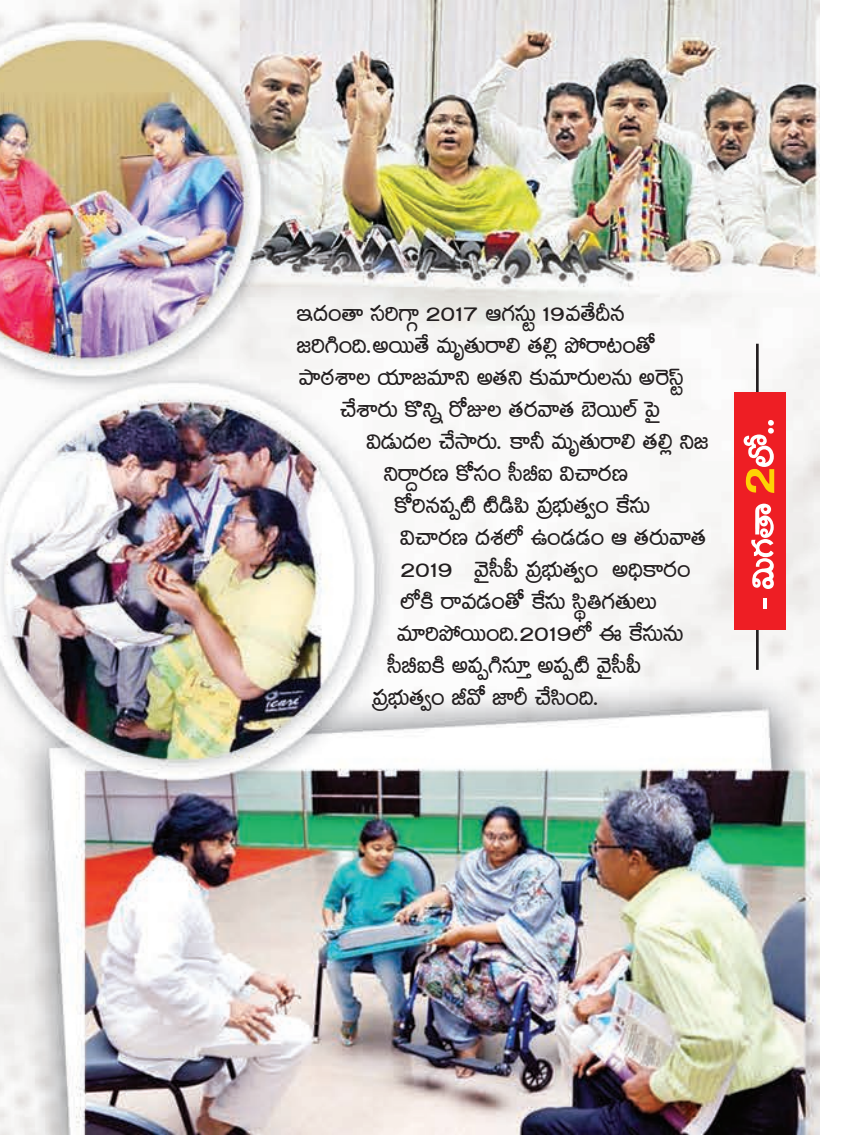 ఇదంతా సరిగ్గా 2017 ఆగస్టు 19వతేదీన
జరిగింది.అయితే మృతురాలి తల్లి పోరాటంతో
పాఠశాల యాజమాని అతని కుమారులను అరెస్ట్
చేశారు కొన్ని రోజుల తరవాత బెయిల్ పై
విడుదల చేసారు. కానీ మృతురాలి తల్లి నిజ
నిర్దారణ కోసం సీబీఐ విచారణ
కోరినప్పటి టిడిపి ప్రభుత్వం కేసు
విచారణ దశలో ఉండడం ఆ తరువాత
2019 వైసీపీ ప్రభుత్వం అధికారం
లోకి రావడంతో కేసు స్థితిగతులు
మారిపోయింది.2019లో ఈ కేసును
సీబీఐకి అప్పగిస్తూ అప్పటి వైసీపీ
ప్రభుత్వం జీవో జారీ చేసింది.
- మిగతా 2లో..
icare